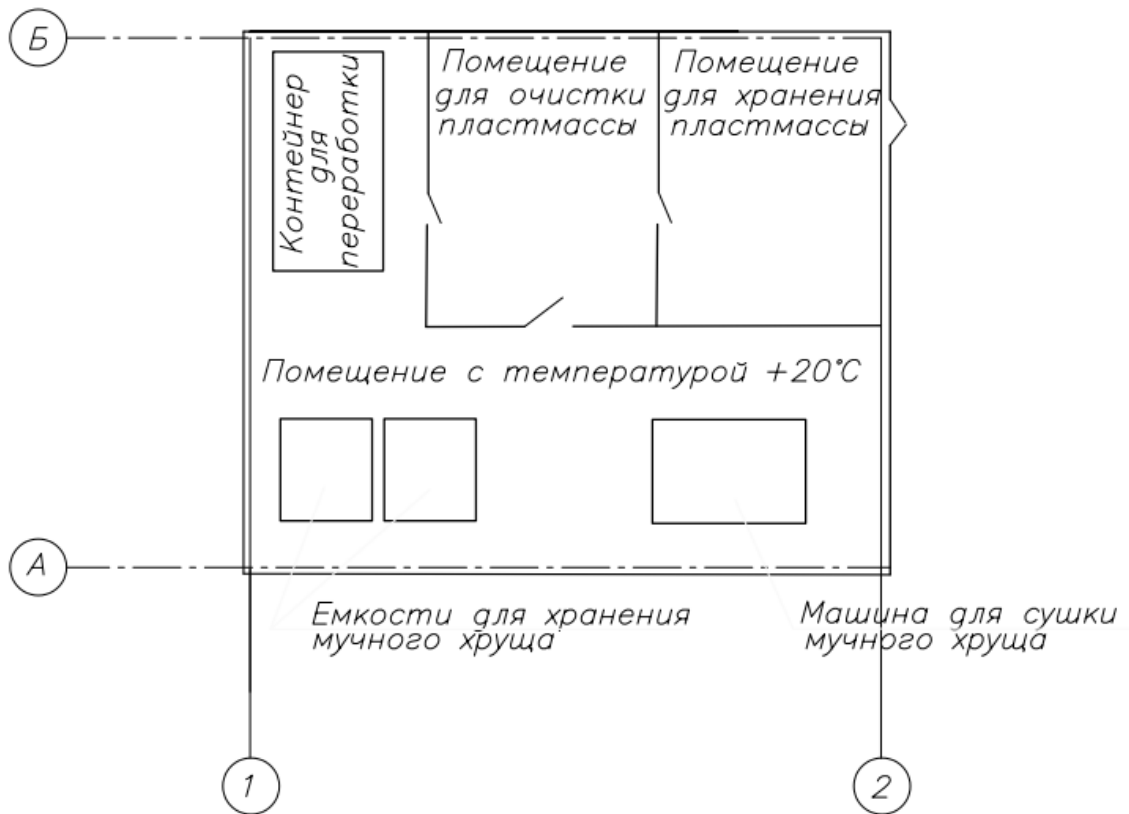 Б
Контейнер
для
переработки
Помещение
для очистки
пластмассы
Помещение
для хранения
пластмассы
Помещение с температурой +20°С
А
Емкости для хранения
мучного хруща
Машина для сушки
мучного хруща
1
2